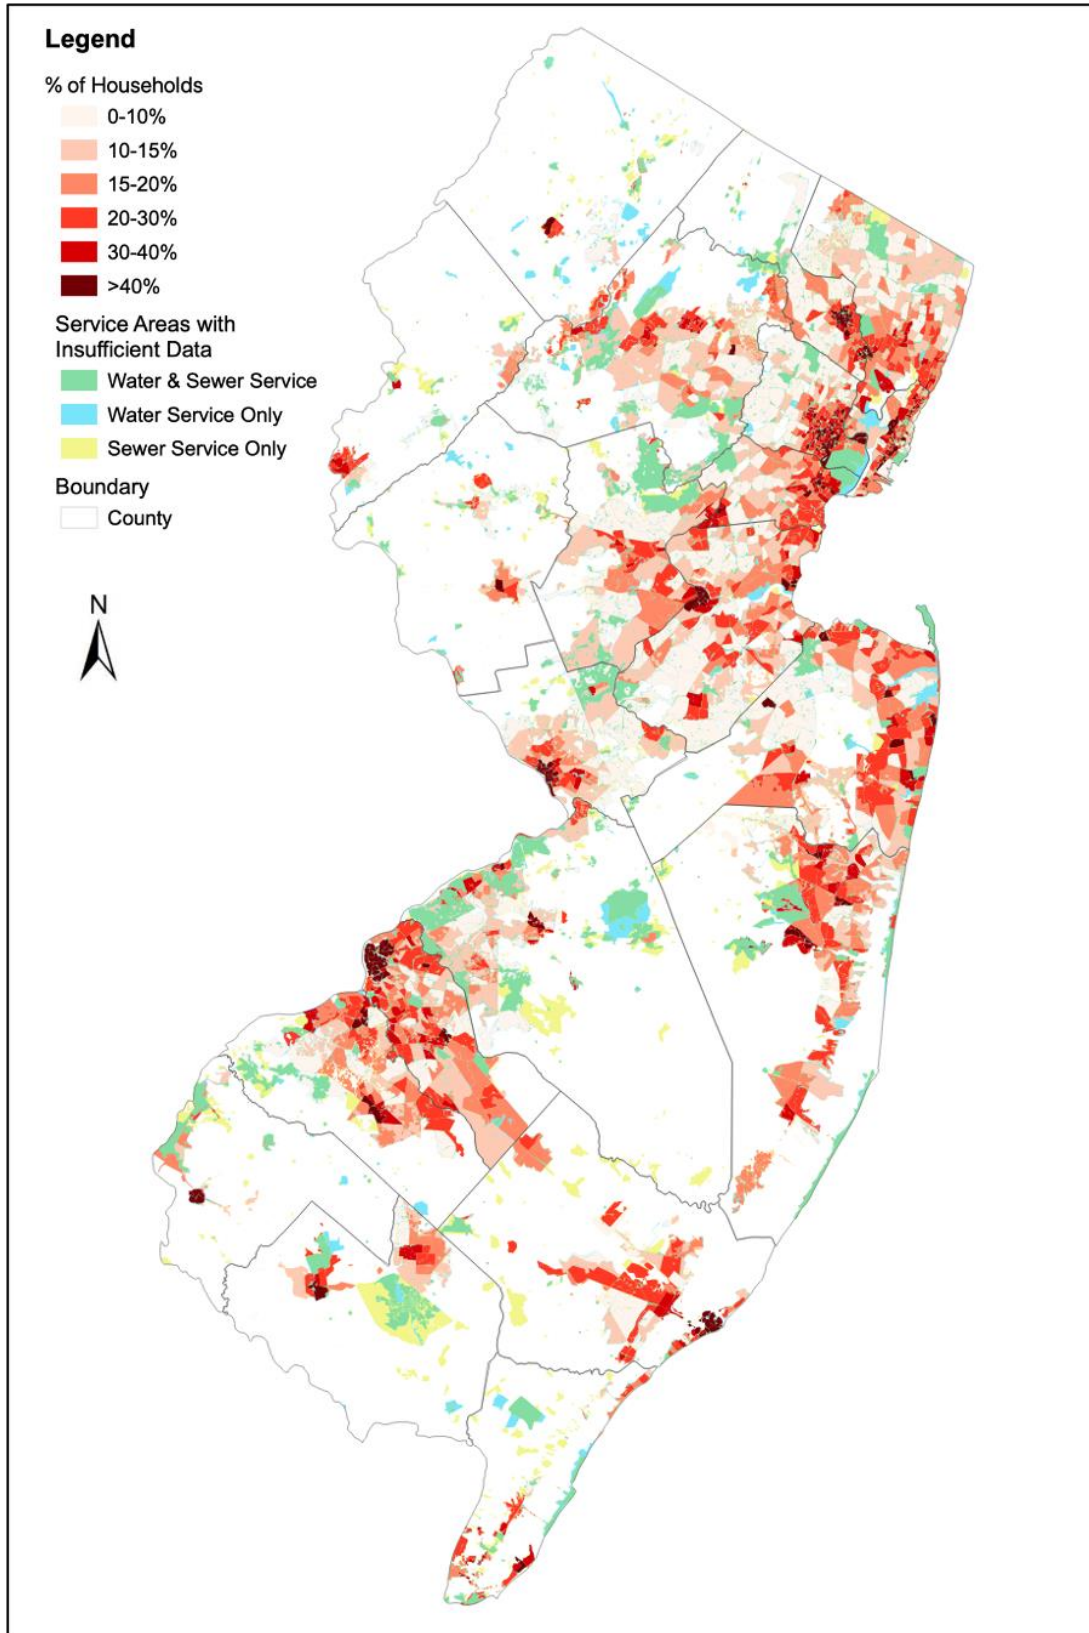 Legend
% of Households
0-10%
10-15%
15-20%
20-30%
30-40%
>40%
Service Areas with
Insufficient Data
Water & Sewer Service
Water Service Only
Sewer Service Only
Boundary
County
N